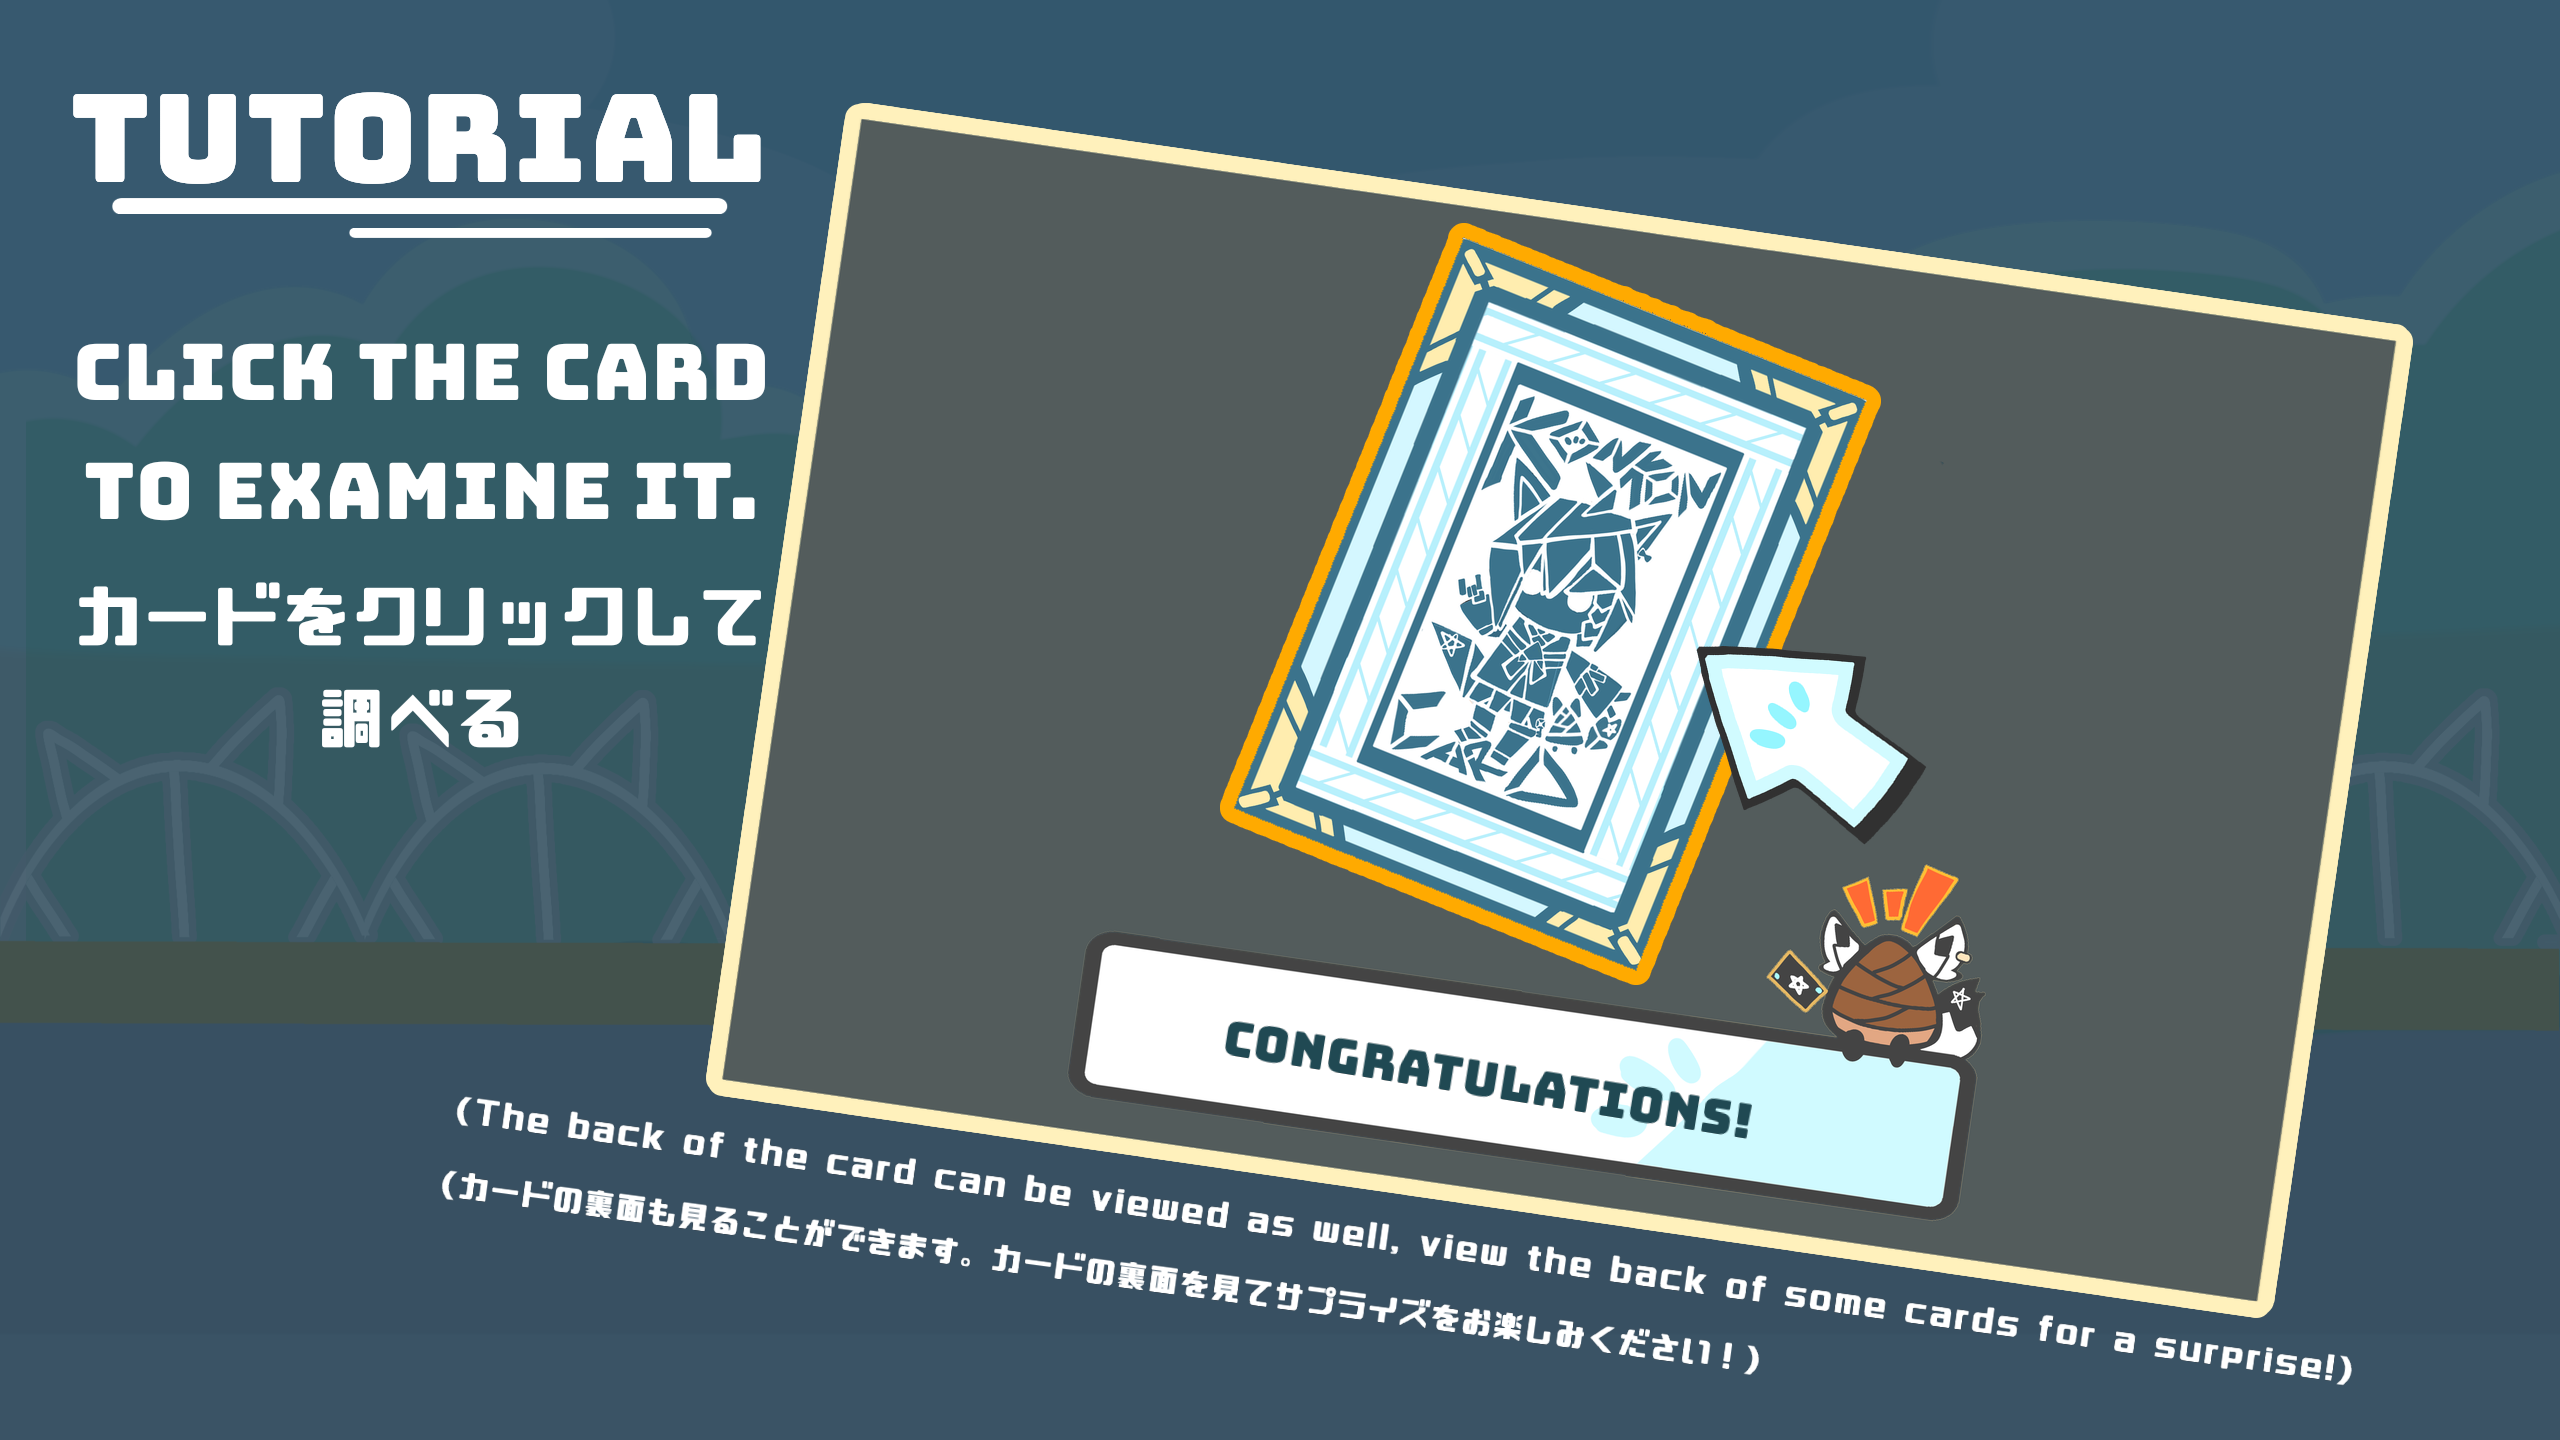 TUTORIAL
CLICK THE CARD
TO EXAMINE IT.
カードをクリックして
調べる
CONGRATULATIONS!
(The back of the card can be viewed as well, view the back of some cards for a surprise!)
(カードの裏面も見ることができます。カードの裏面を見てサプライズをお楽しみください！)